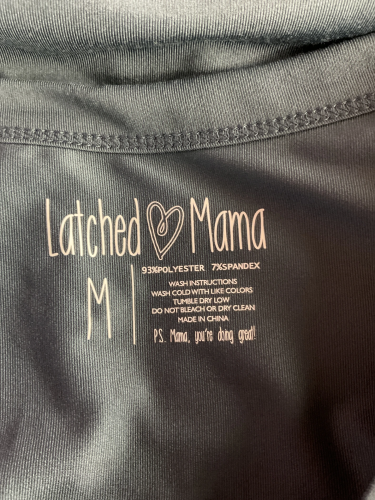 Latched Mama
93%POLYESTER 7%SPANDEX
M
WASH INSTRUCTIONS
WASH COLD WITH LIKE COLORS
TUMBLE DRY LOW
DO NOT BLEACH OR DRY CLEAN
MADE IN CHINA
P.S. Mama, you're doing great!!